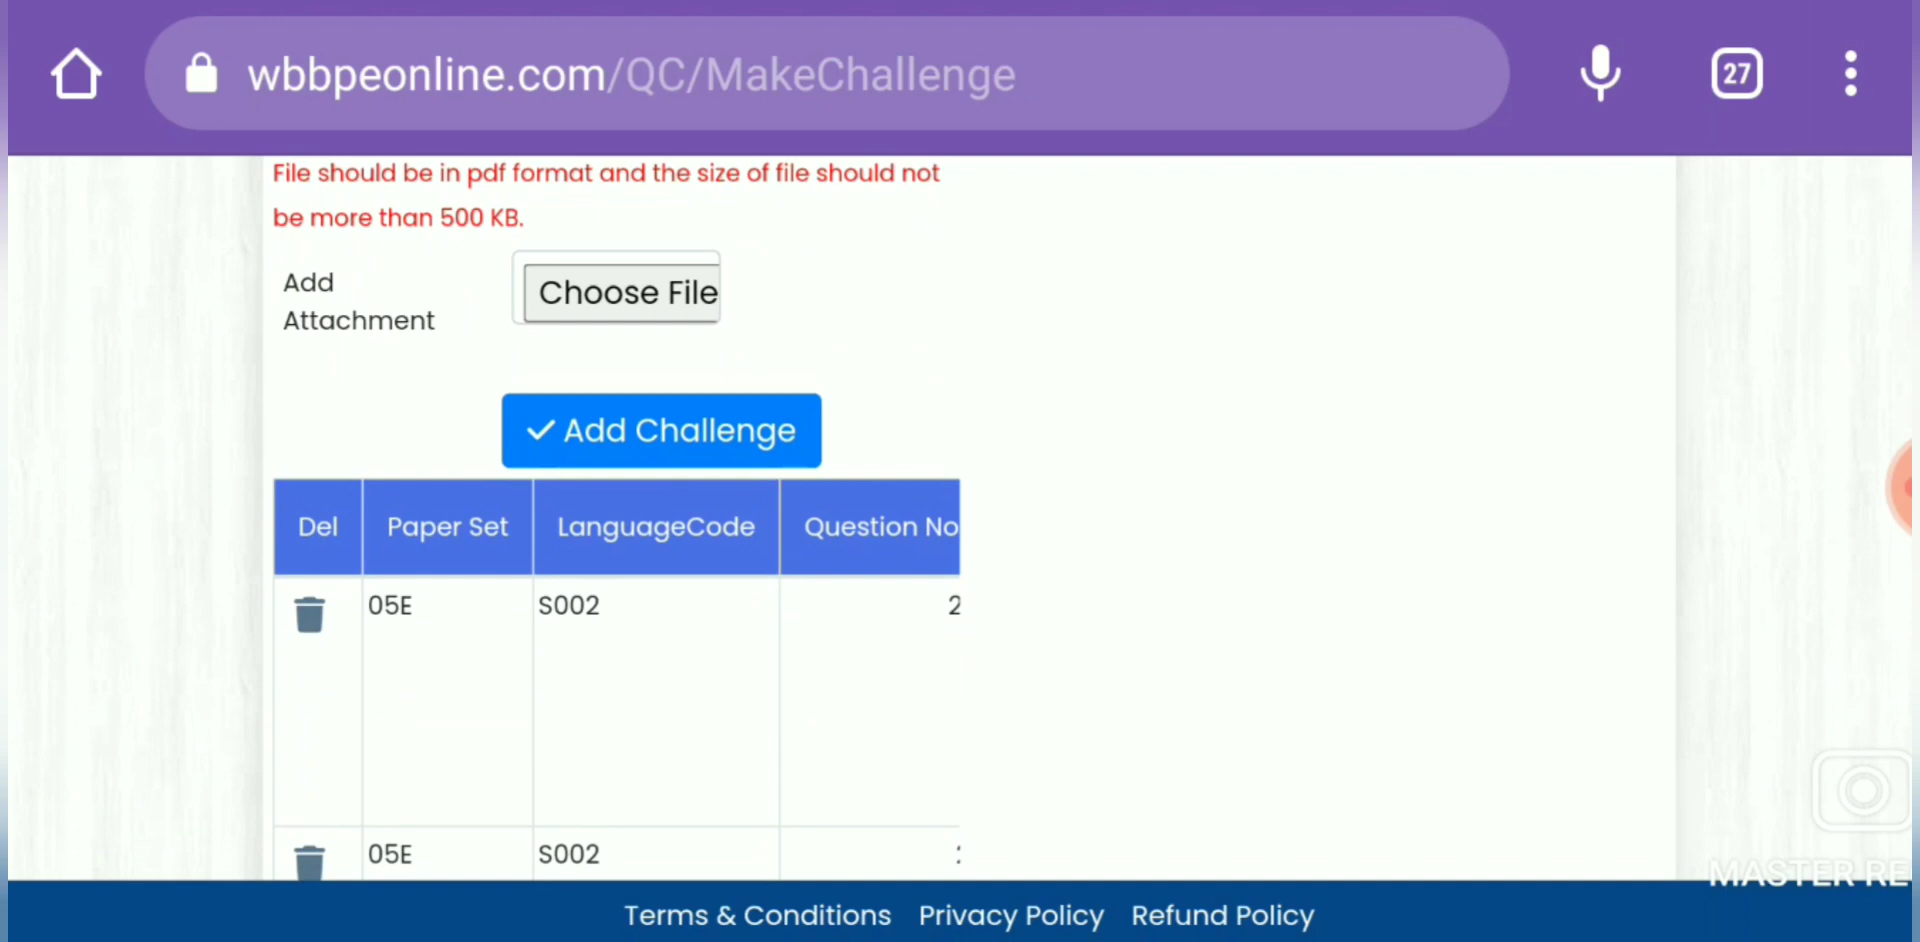 wbbpeonline.com/QC/MakeChallenge
27
File should be in pdf format and the size of file should not
be more than 500 KB.
Add
Attachment
Choose File
Add Challenge
Del Paper Set LanguageCode Question No
05E S002 2
05E S002
MASTER RE
Terms & Conditions Privacy Policy Refund Policy